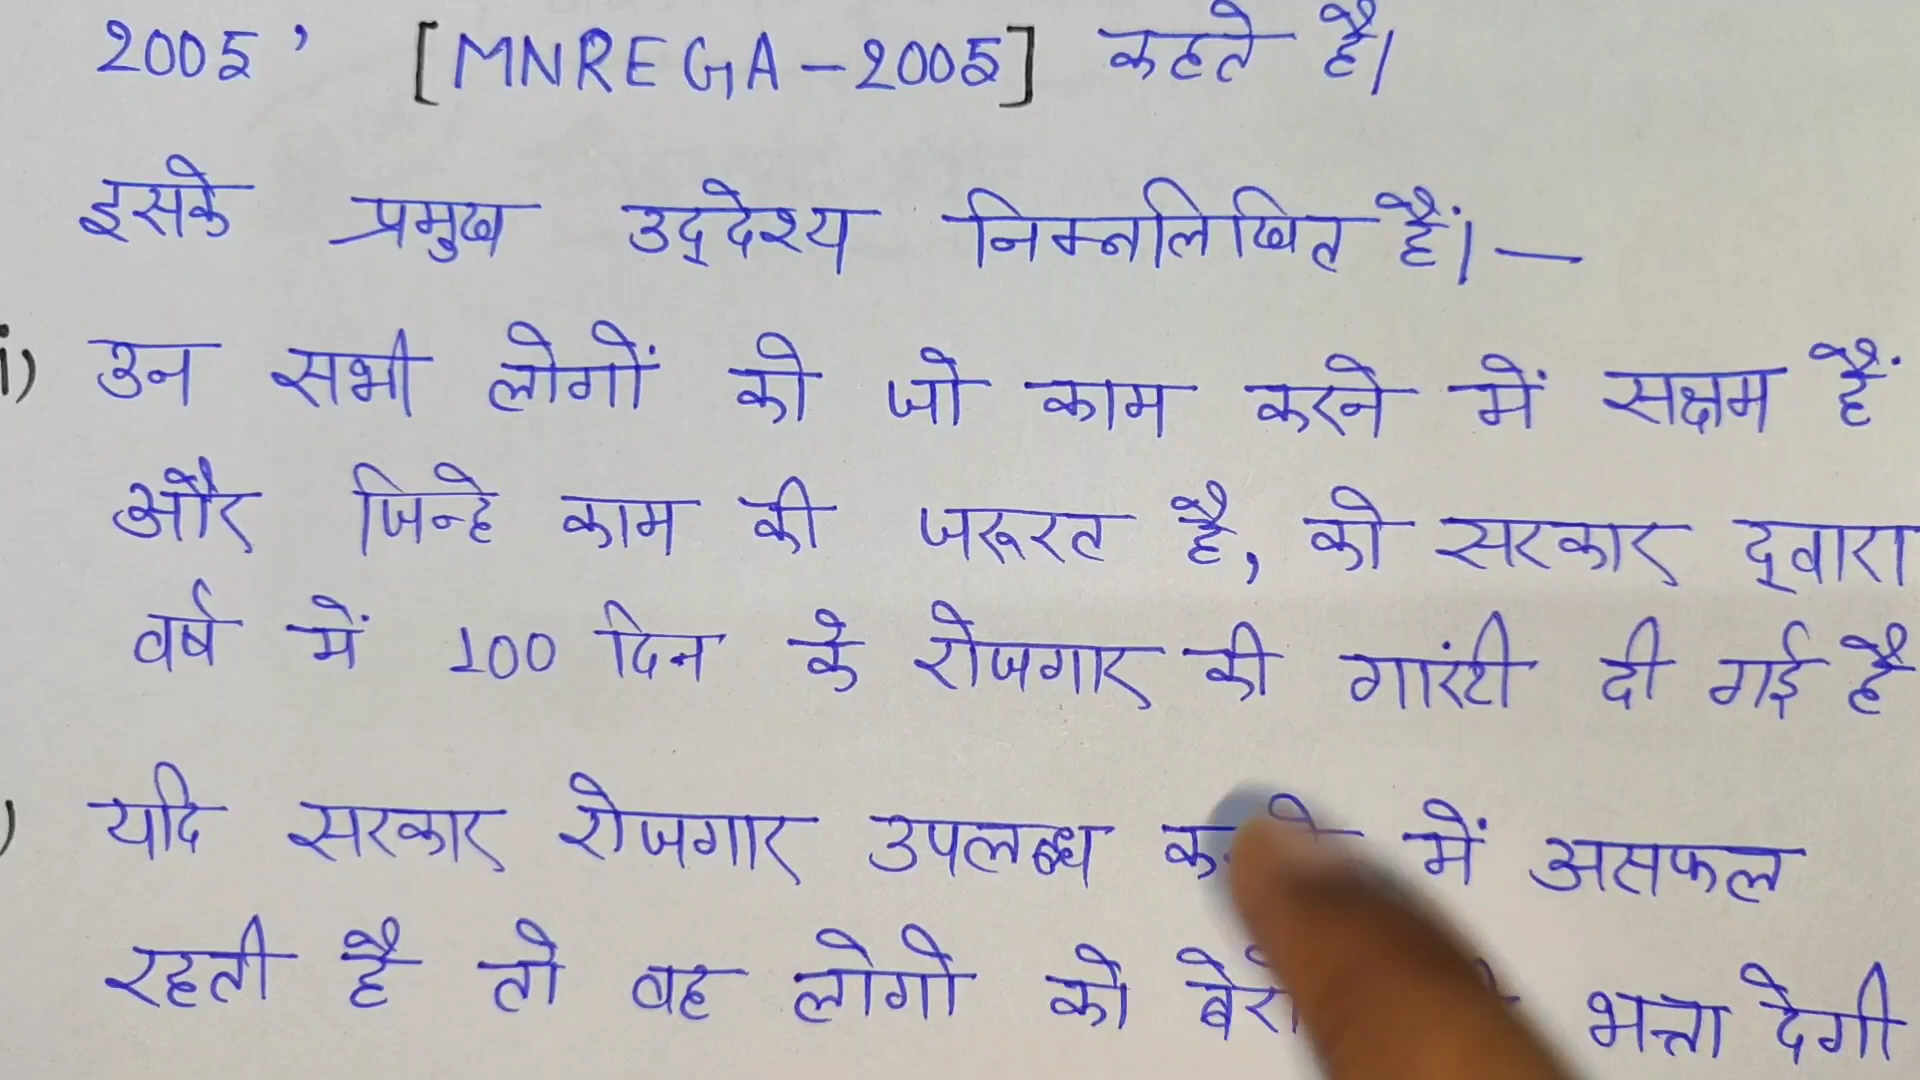 2005' [MNREGA-2005] कहते है।
इसके प्रमुख उद्देश्य निम्नलिखित हैं। —
i) उन सभी लोगों को जो काम करने में सक्षम हैं
और जिन्हे काम की जरूरत है, को सरकार द्वारा
वर्ष में 100 दिन के रोजगार की गारंटी दी गई है
) यदि सरकार रोजगार उपलब्ध में असफल
रहती है तो वह लोगो को भत्ता देगी